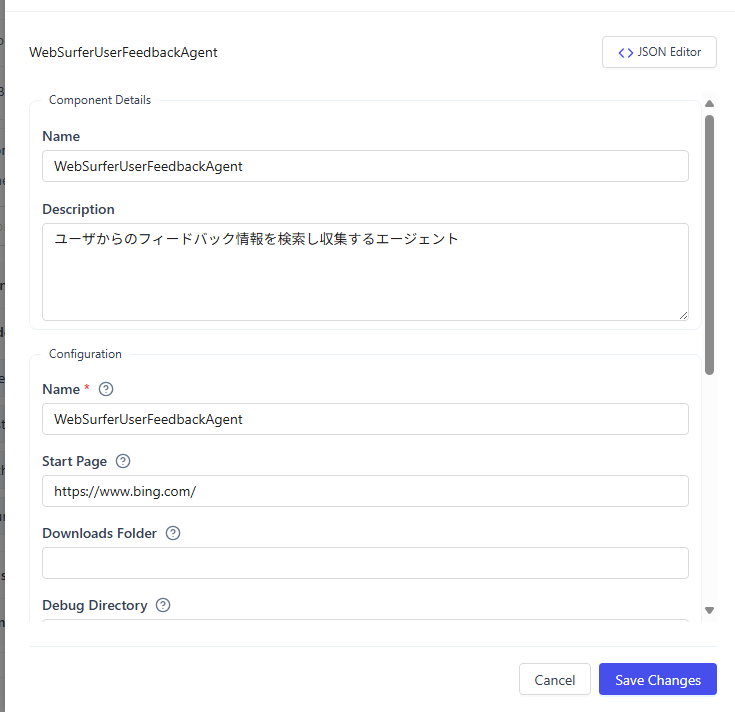 WebSurferUserFeedbackAgent
JSON Editor
Component Details
Name
WebSurferUserFeedbackAgent
Description
ユーザからのフィードバック情報を検索し収集するエージェント
Configuration
Name *
WebSurferUserFeedbackAgent
Start Page
https://www.bing.com/
Downloads Folder
Debug Directory
Cancel
Save Changes